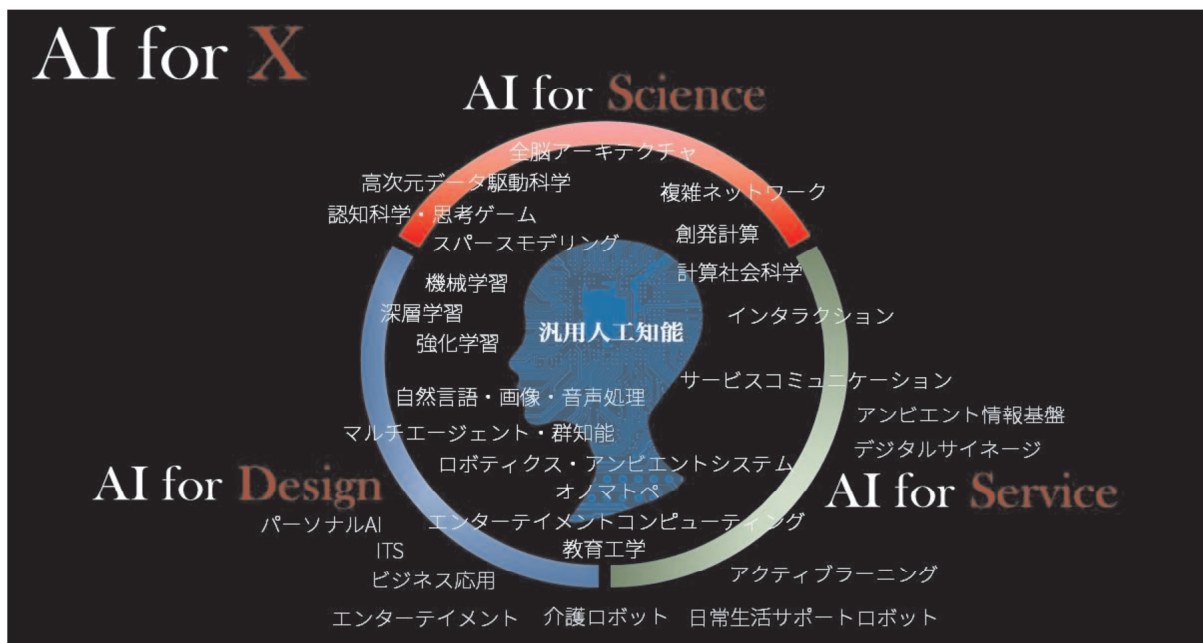 AI for X
AI for Science
全脳アーキテクチャ
高次元データ駆動科学
複雑ネットワーク
認知科学・思考ゲーム
創発計算
スパースモデリング
計算社会科学
機械学習
深層学習
インタラクション
汎用人工知能
強化学習
サービスコミュニケーション
自然言語・画像・音声処理
アンビエント情報基盤
マルチエージェント・群知能
デジタルサイネージ
ロボティクス・アンビエントシステム
AI for Design
オノマトペ
AI for Service
パーソナルAI
エンターテイメントコンピューティング
ITS
教育工学
ビジネス応用
アクティブラーニング
エンターテイメント
介護ロボット
日常生活サポートロボット